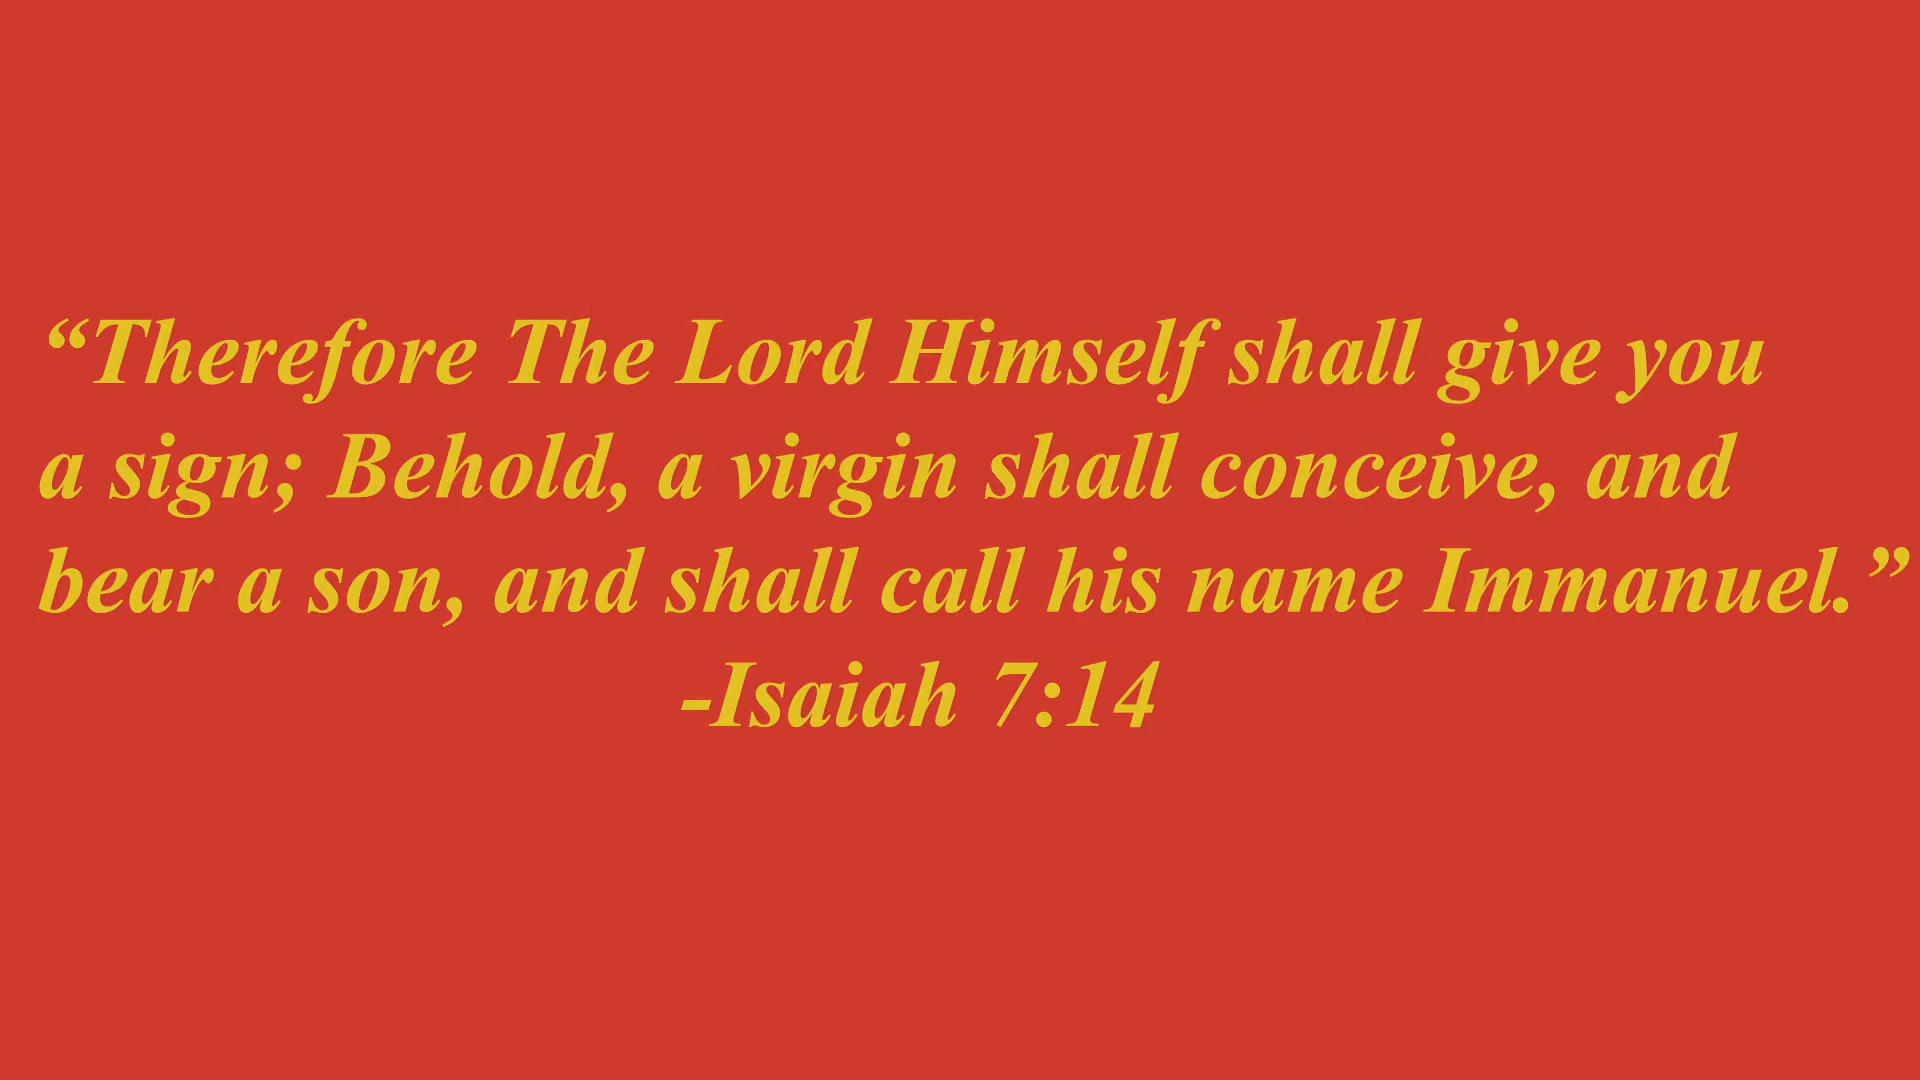 “Therefore The Lord Himself shall give you
a sign; Behold, a virgin shall conceive, and
bear a son, and shall call his name Immanuel.”
-Isaiah 7:14